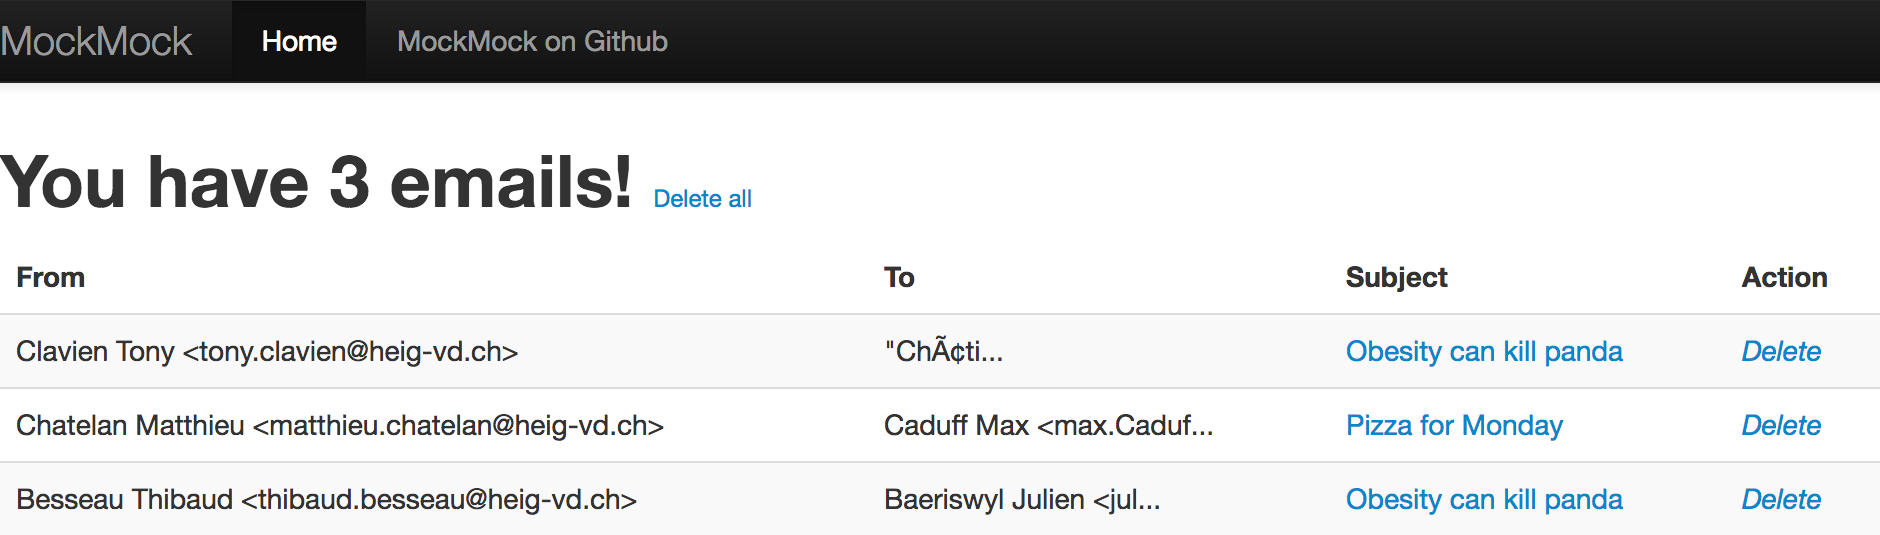 MockMock Home MockMock on Github
You have 3 emails! Delete all
From To Subject Action
Clavien Tony <tony.clavien@heig-vd.ch> "ChÃ¢ti... Obesity can kill panda Delete
Chatelan Matthieu <matthieu.chatelan@heig-vd.ch> Caduff Max <max.Caduf... Pizza for Monday Delete
Besseau Thibaud <thibaud.besseau@heig-vd.ch> Baeriswyl Julien <jul... Obesity can kill panda Delete